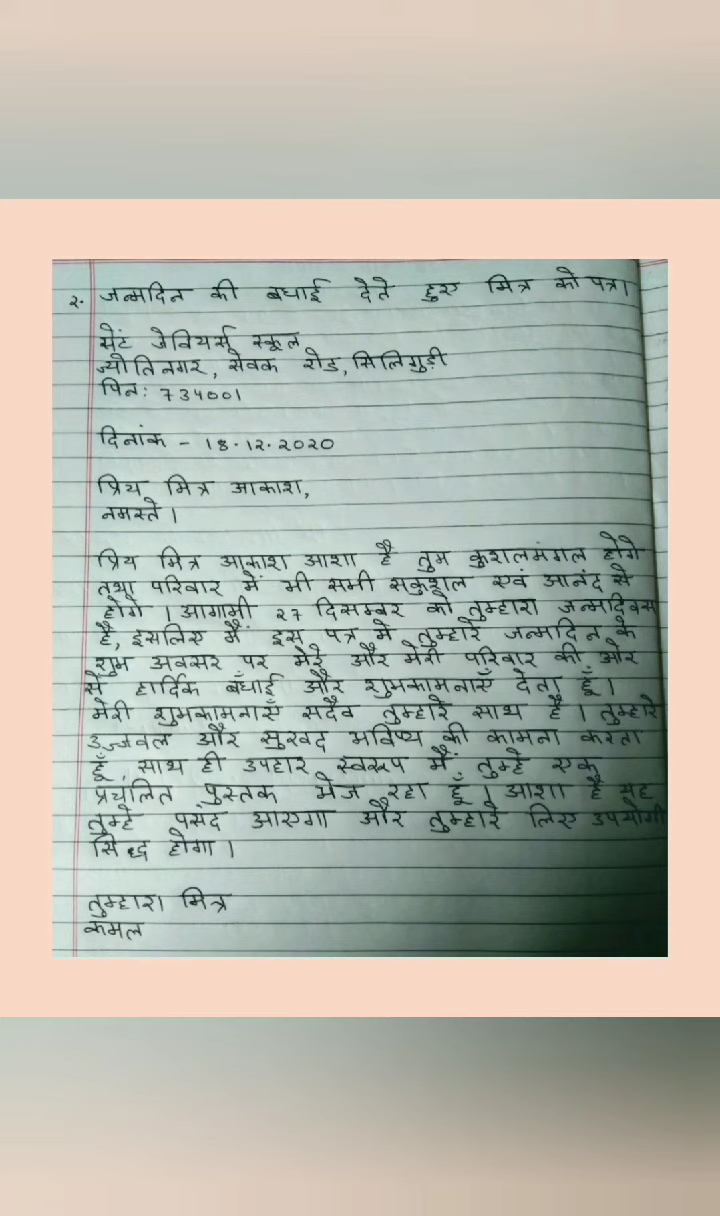 २. जन्मदिन की बधाई देते हुए मित्र को पत्र।
सेंट जेवियर्स स्कूल
ज्योतिनगर, सेवक रोड, सिलिगुड़ी
पिन: 734001
दिनांक - 18.12.2020
प्रिय मित्र आकाश,
नमस्ते।
प्रिय मित्र आकाश आशा है तुम कुशलमंगल होगे
तथा परिवार में भी सभी सकुशल एवं आनंद से
होंगे। आगामी २७ दिसम्बर को तुम्हारा जन्मदिवस
है, इसलिए मैं इस पत्र में तुम्हारे जन्मदिन के
शुभ अवसर पर मेरे और मेरी परिवार की ओर
से हार्दिक बँधाई और शुभकामनाएँ देता हूँ।
मेरी शुभकामनाएँ सदैव तुम्हारे साथ है। तुम्हारे
उज्जवल और सुखद भविष्य की कामना करता
हूँ, साथ ही उपहार स्वरूप मैं तुम्हे एक
प्रचलित पुस्तक भेज रहा हूँ। आशा है यह
तुम्हे पसंद आएगा और तुम्हारे लिए उपयोगी
सिद्ध होगा।
तुम्हारा मित्र
कमल